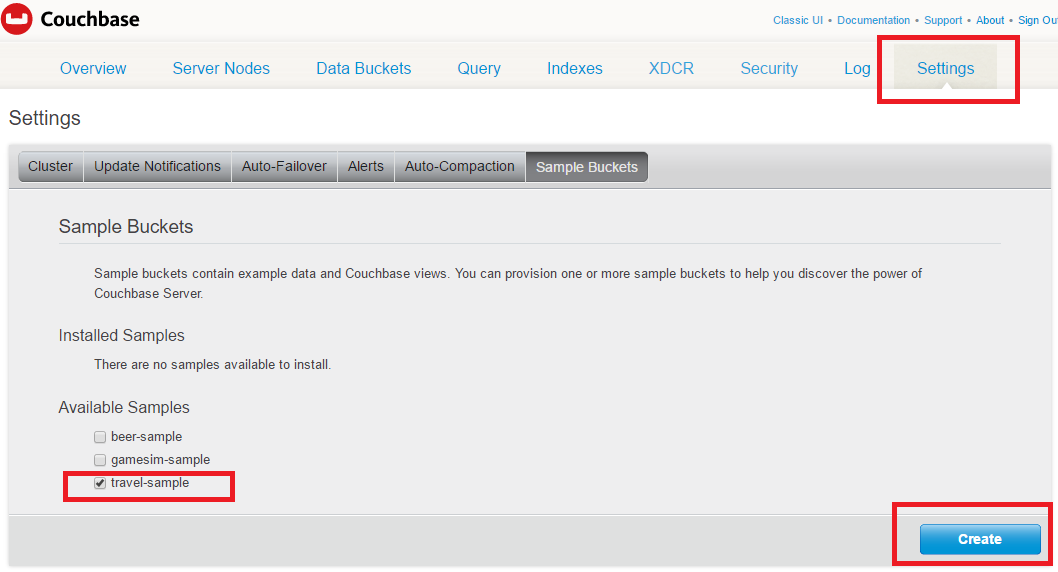 Couchbase
Classic UI • Documentation • Support • About • Sign Out
Overview Server Nodes Data Buckets Query Indexes XDCR Security Log Settings
Settings
Cluster Update Notifications Auto-Failover Alerts Auto-Compaction Sample Buckets
Sample Buckets
Sample buckets contain example data and Couchbase views. You can provision one or more sample buckets to help you discover the power of
Couchbase Server.
Installed Samples
There are no samples available to install.
Available Samples
beer-sample
gamesim-sample
travel-sample
Create